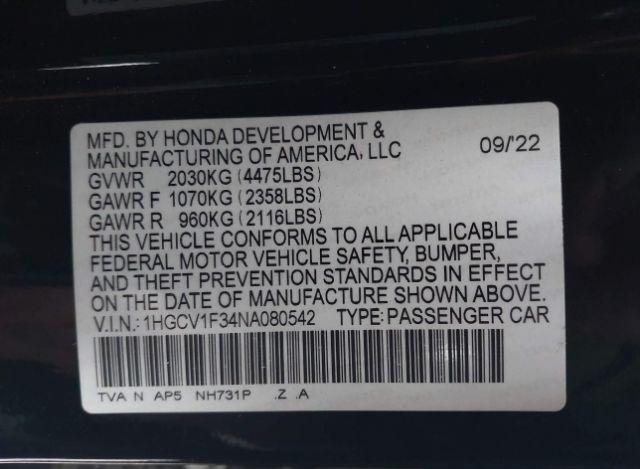 MFD. BY HONDA DEVELOPMENT &
MANUFACTURING OF AMERICA, LLC 09/'22
GVWR 2030KG (4475LBS)
GAWR F 1070KG (2358LBS)
GAWR R 960KG (2116LBS)
THIS VEHICLE CONFORMS TO ALL APPLICABLE
FEDERAL MOTOR VEHICLE SAFETY, BUMPER,
AND THEFT PREVENTION STANDARDS IN EFFECT
ON THE DATE OF MANUFACTURE SHOWN ABOVE.
V.I.N.: 1HGCV1F34NA080542 TYPE: PASSENGER CAR
TVA N AP5 NH731P .Z .A